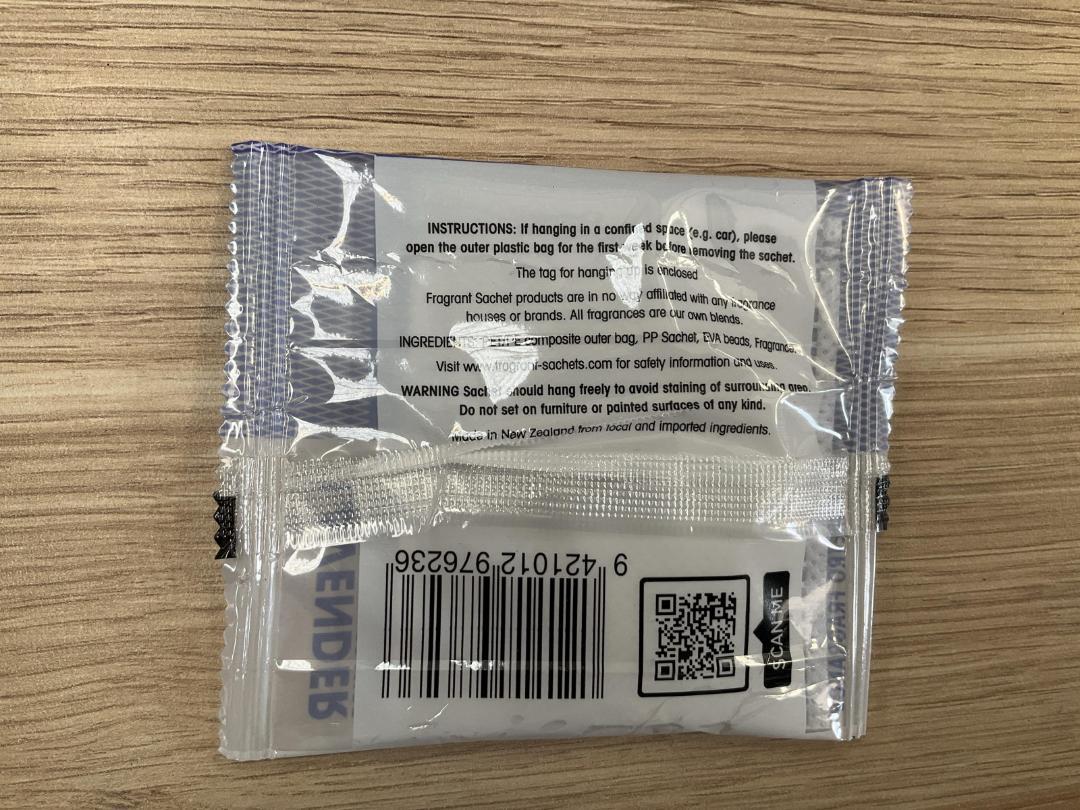 INSTRUCTIONS: If hanging in a confined space (e.g. car), please
open the outer plastic bag for the first week before removing the sachet.
The tag for hanging up is enclosed
Fragrant Sachet products are in no way affiliated with any fragrance
houses or brands. All fragrances are our own blends.
INGREDIENTS: composite outer bag, PP Sachet, EVA beads, Fragrance
Visit www.fragrant-sachets.com for safety information and uses.
WARNING Sachet should hang freely to avoid staining of surrounding area.
Do not set on furniture or painted surfaces of any kind.
Made in New Zealand from local and imported ingredients.
VENDER
9 421012 976236
SCAN ME